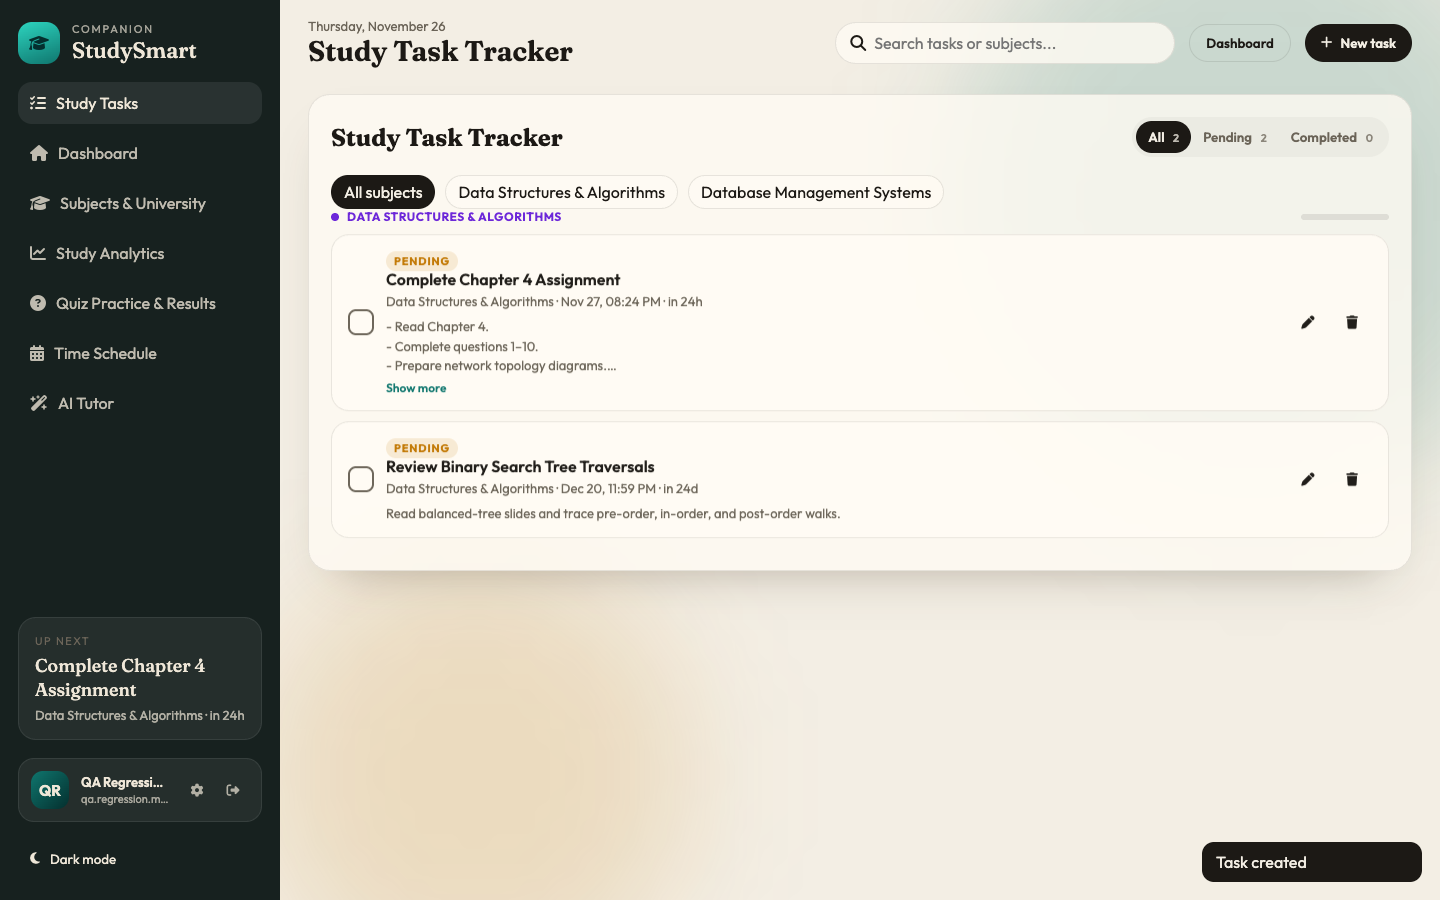 COMPANION
StudySmart
Study Tasks
Dashboard
Subjects & University
Study Analytics
Quiz Practice & Results
Time Schedule
AI Tutor
UP NEXT
Complete Chapter 4
Assignment
Data Structures & Algorithms · in 24h
QR
QA Regressi...
qa.regression.m...
Dark mode
Thursday, November 26
Study Task Tracker
Search tasks or subjects...
Dashboard
+ New task
Study Task Tracker
All 2
Pending 2
Completed 0
All subjects
Data Structures & Algorithms
Database Management Systems
DATA STRUCTURES & ALGORITHMS
PENDING
Complete Chapter 4 Assignment
Data Structures & Algorithms · Nov 27, 08:24 PM · in 24h
- Read Chapter 4.
- Complete questions 1–10.
- Prepare network topology diagrams....
Show more
PENDING
Review Binary Search Tree Traversals
Data Structures & Algorithms · Dec 20, 11:59 PM · in 24d
Read balanced-tree slides and trace pre-order, in-order, and post-order walks.
Task created